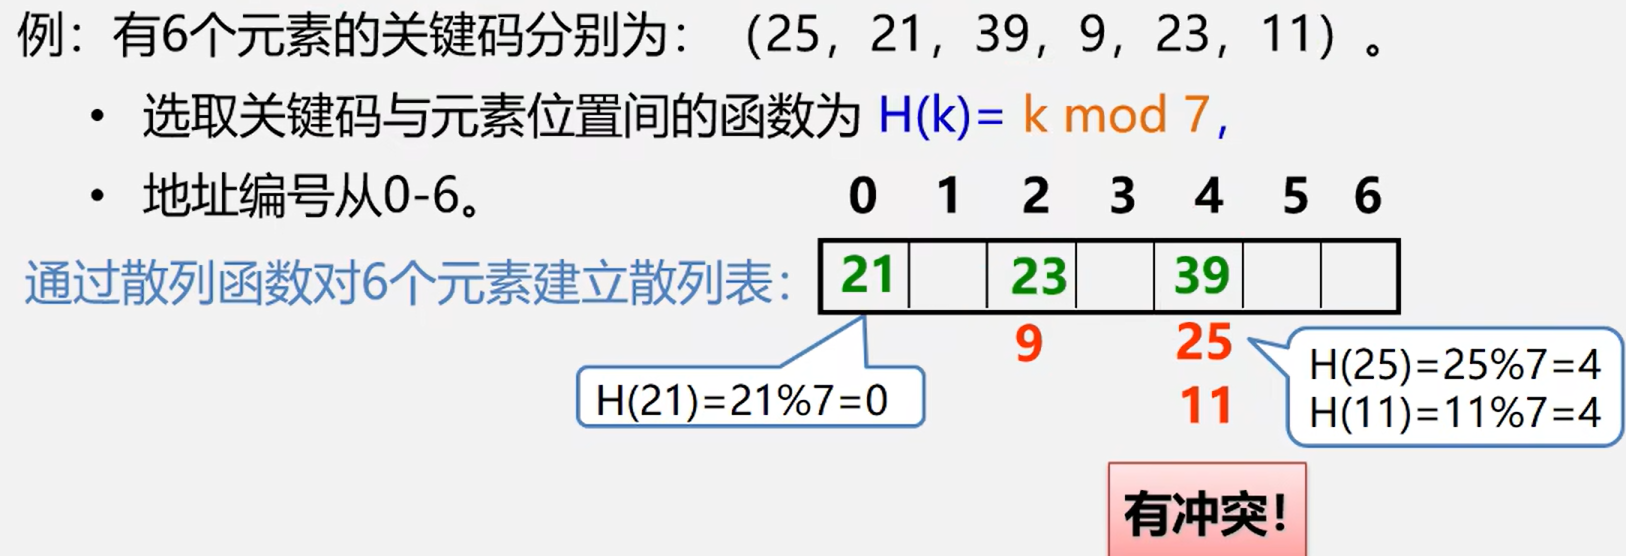 例：有6个元素的关键码分别为：（25，21，39，9，23，11）。
• 选取关键码与元素位置间的函数为 H(k)= k mod 7,
• 地址编号从0-6。
0 1 2 3 4 5 6
通过散列函数对6个元素建立散列表：
21 23 39
9 25
11
H(21)=21%7=0
H(25)=25%7=4
H(11)=11%7=4
有冲突！